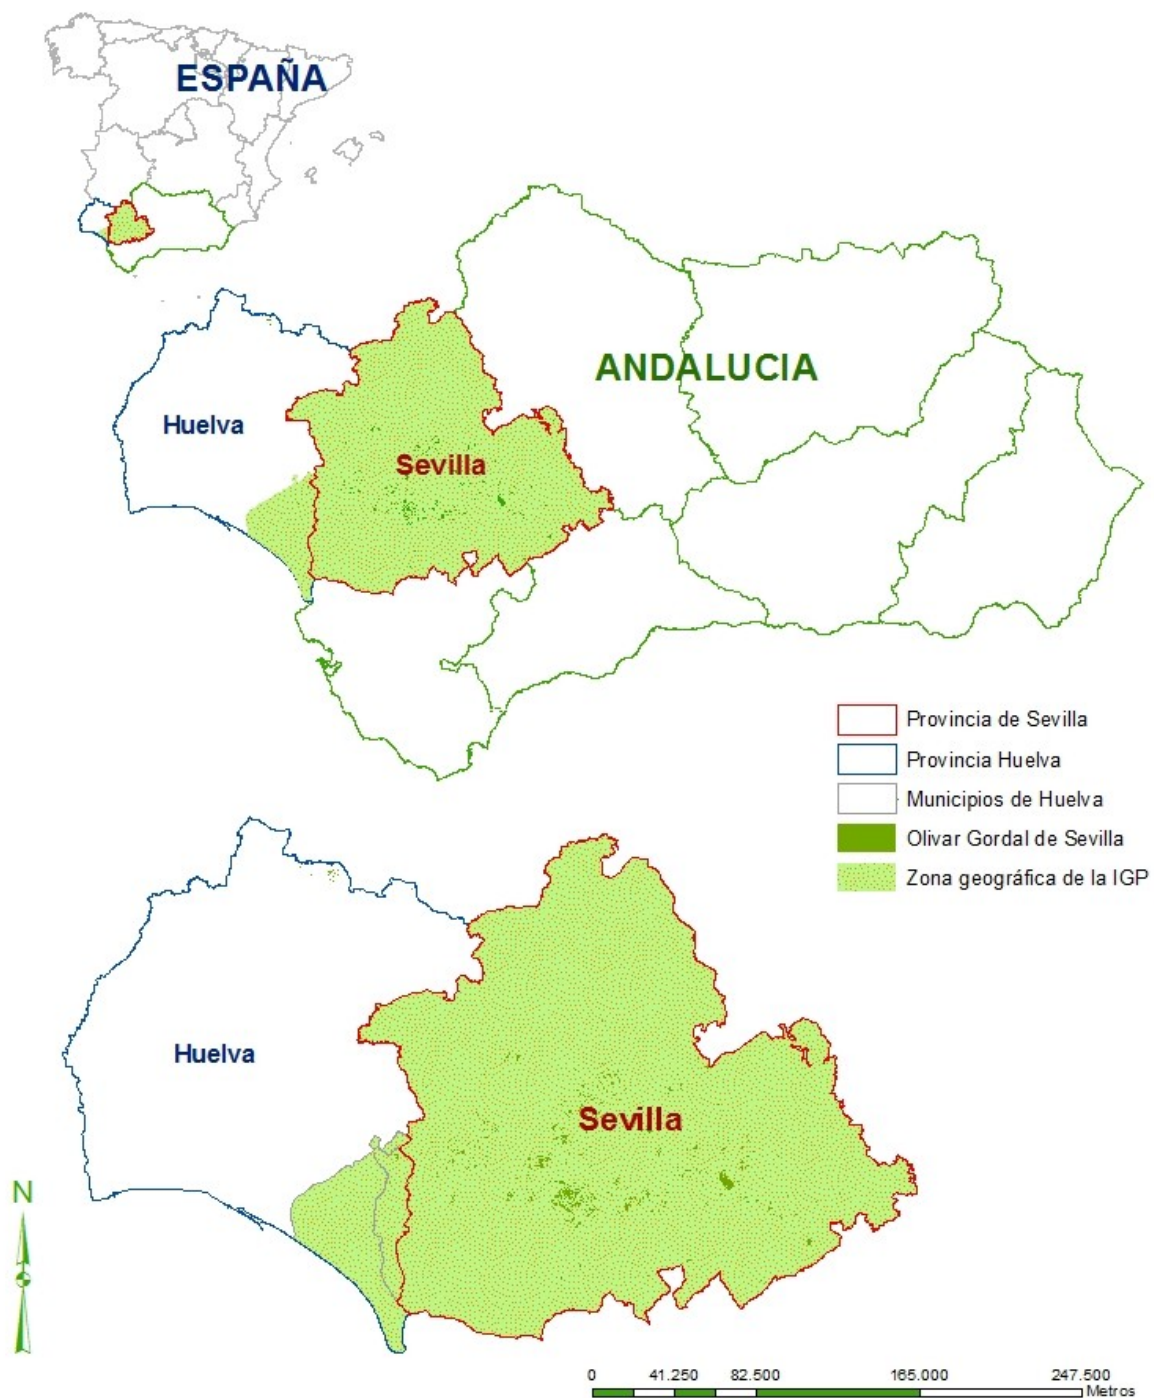 ESPAÑA
ANDALUCIA
Huelva
Sevilla
Provincia de Sevilla
Provincia Huelva
Municipios de Huelva
Olivar Gordal de Sevilla
Zona geográfica de la IGP
Huelva
Sevilla
N
0 41.250 82.500 165.000 247.500
Metros